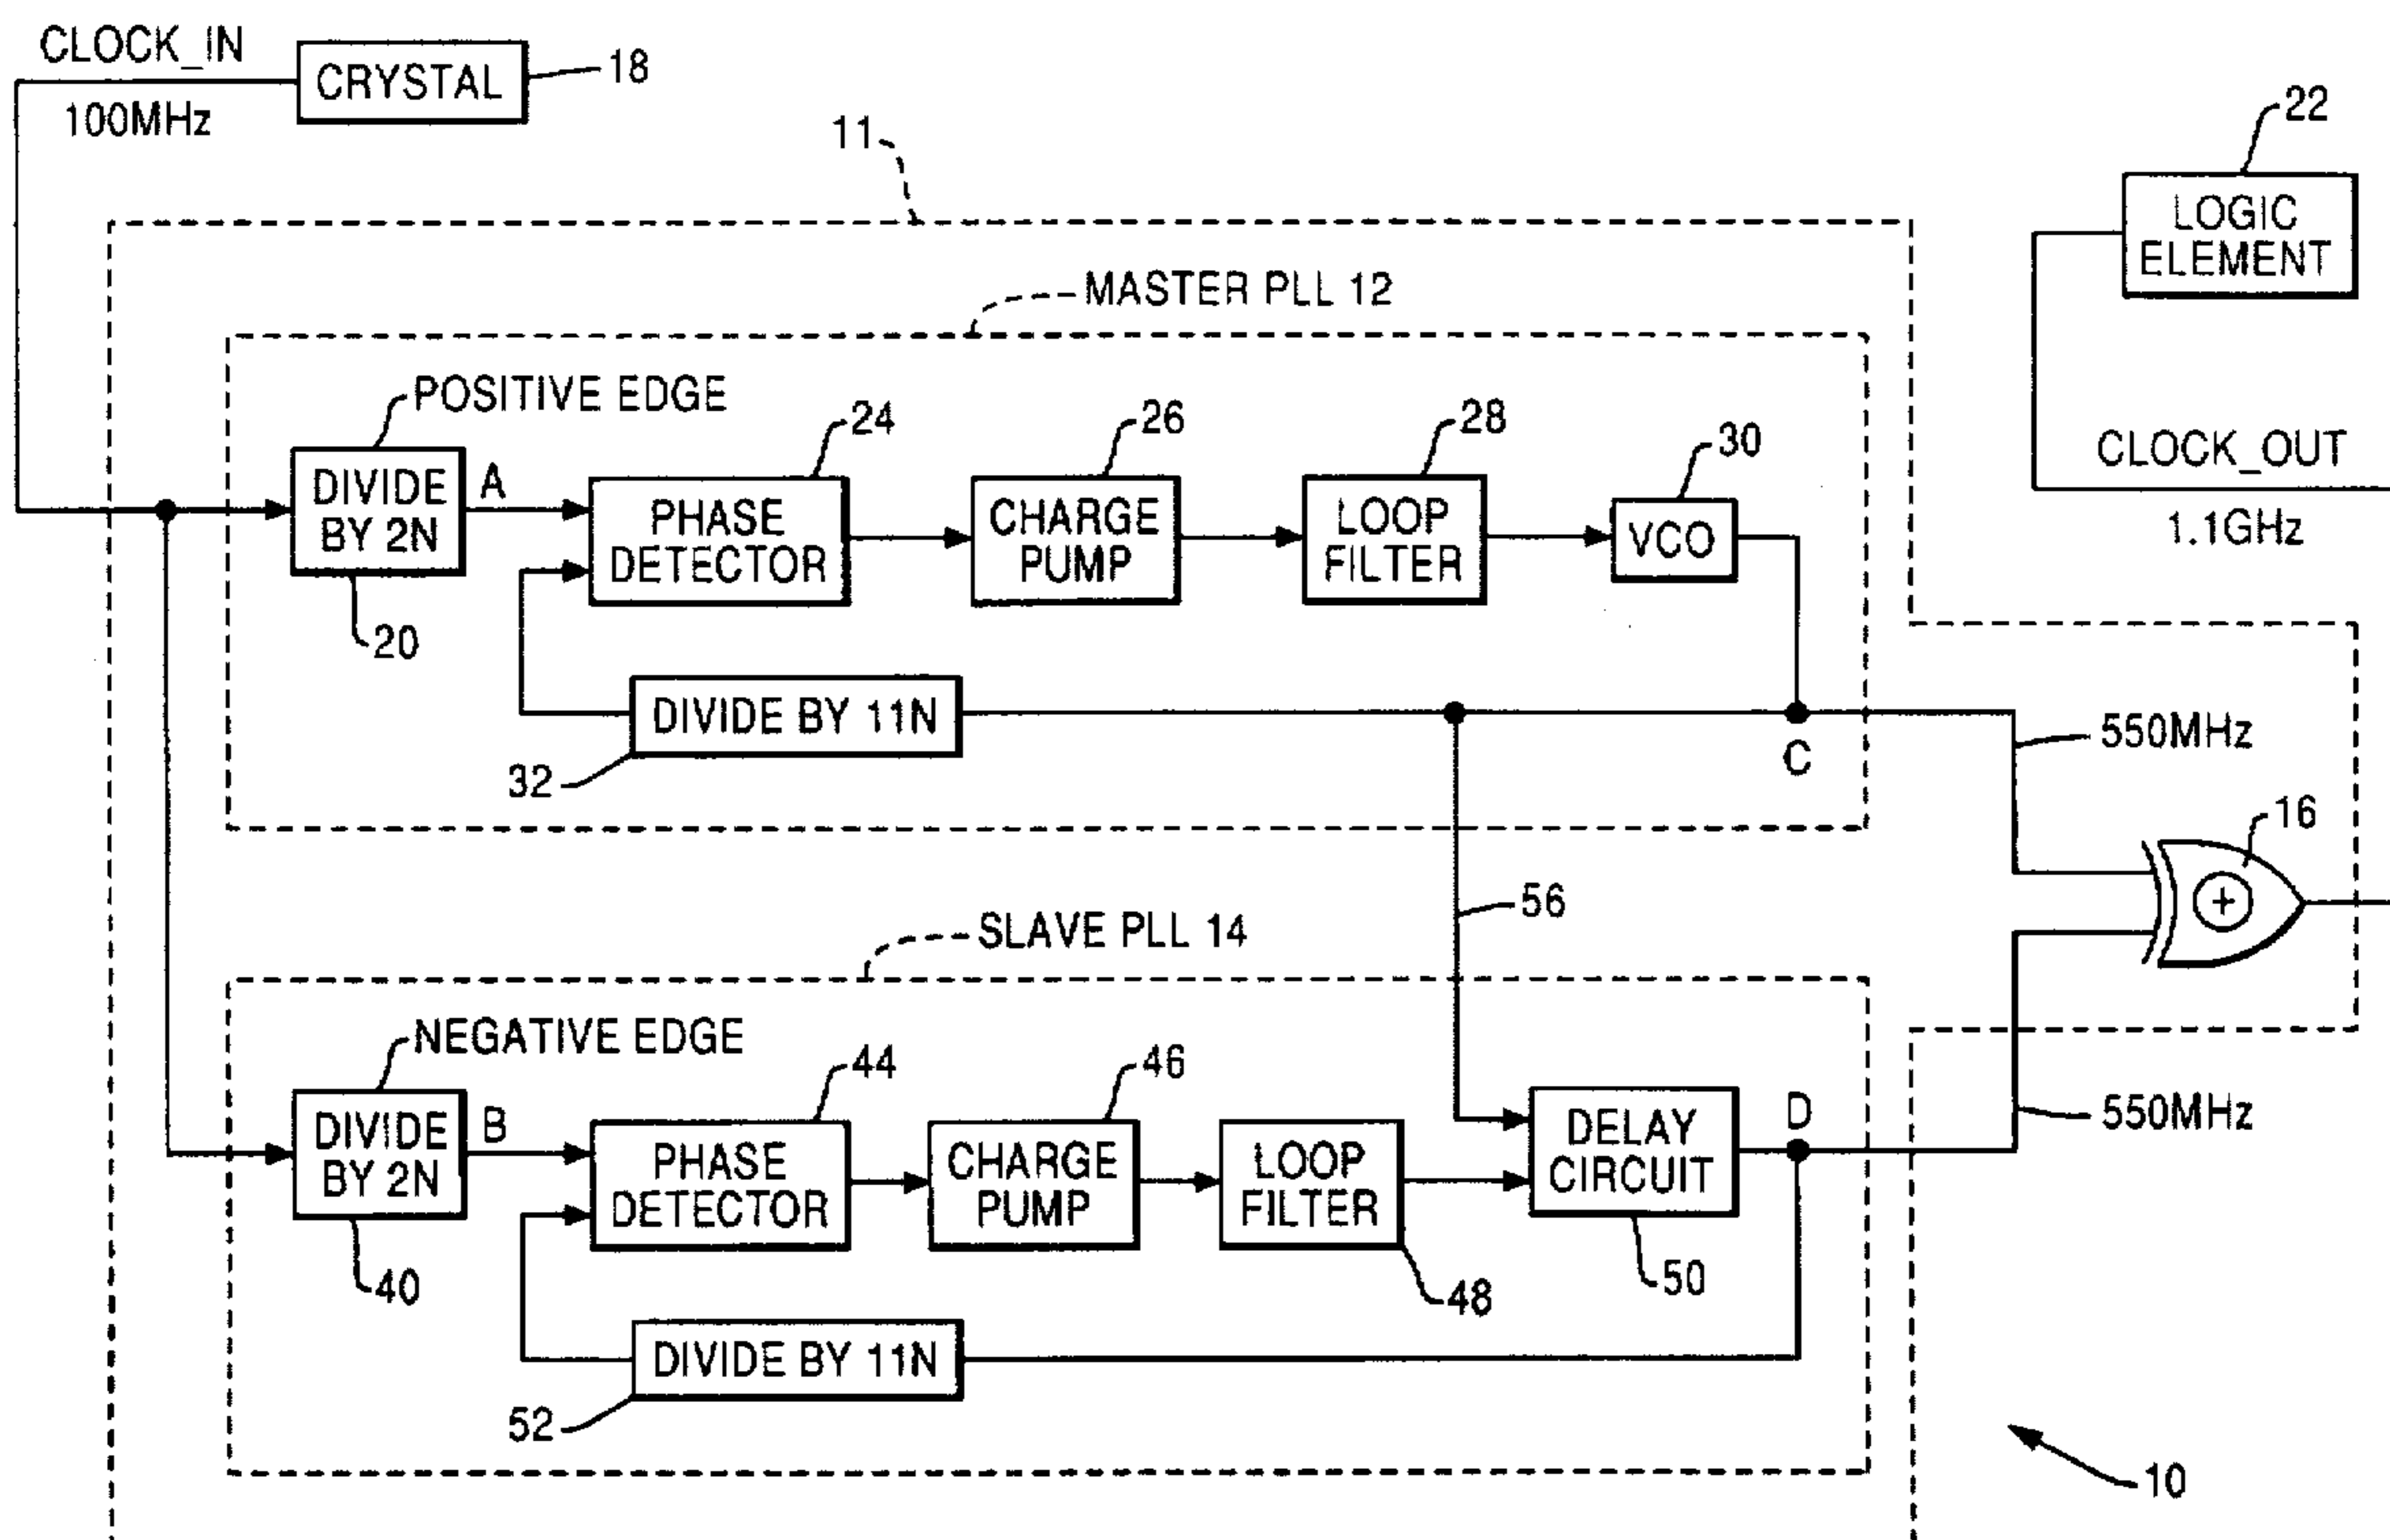 CLOCK_IN
100MHz
CRYSTAL
18
11
22
LOGIC
ELEMENT
MASTER PLL 12
POSITIVE EDGE
DIVIDE
BY 2N
20
A
24
PHASE
DETECTOR
26
CHARGE
PUMP
28
LOOP
FILTER
30
VCO
CLOCK_OUT
1.1GHz
DIVIDE BY 11N
32
C
550MHz
16
+
56
SLAVE PLL 14
NEGATIVE EDGE
DIVIDE
BY 2N
40
B
44
PHASE
DETECTOR
46
CHARGE
PUMP
LOOP
FILTER
48
DELAY
CIRCUIT
50
D
550MHz
DIVIDE BY 11N
52
10